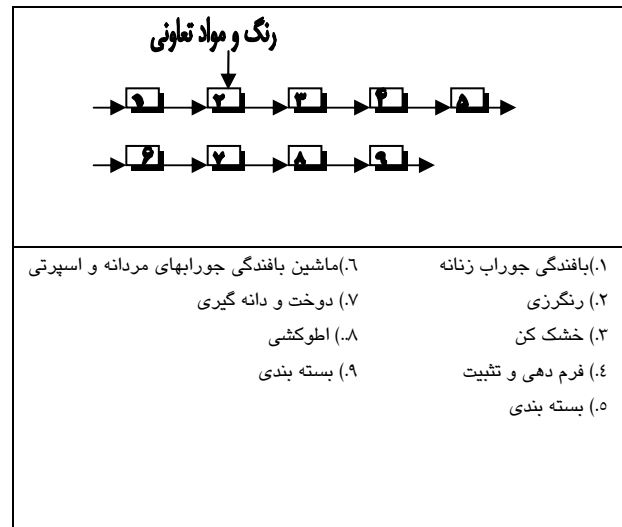 رنگ و مواد تعاونی
۱ ۲ ۳ ۴ ۵
۶ ۷ ۸ ۹
۱.)بافندگی جوراب زنانه
۲.) رنگرزی
۳.) خشک کن
٤.) فرم دهی و تثبیت
۵.) بسته بندی
٦.)ماشین بافندگی جورابهای مردانه و اسپرتی
۷.) دوخت و دانه گیری
۸..) اطوکشی
۹.) بسته بندی